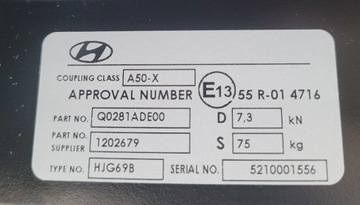 COUPLING CLASS A50-X
APPROVAL NUMBER E13 55 R-01 4716
PART NO. Q0281ADE00 D 7,3 kN
PART NO. SUPPLIER 1202679 S 75 kg
TYPE NO. HJG69B SERIAL NO. 5210001556